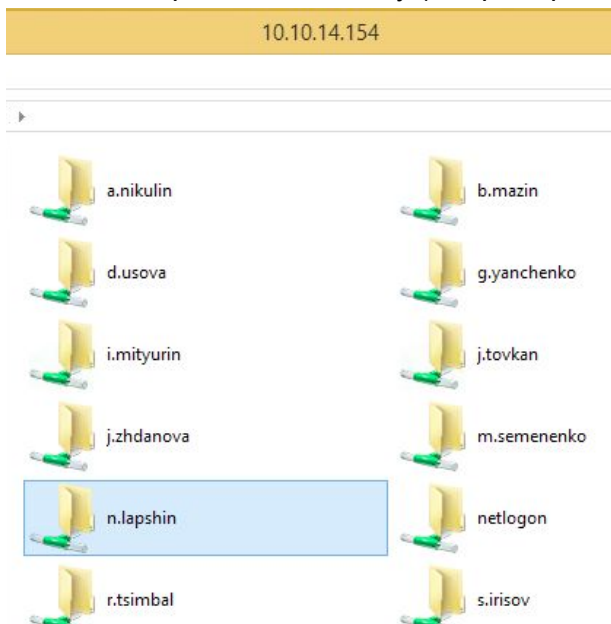 10.10.14.154
a.nikulin b.mazin
d.usova g.yanchenko
i.mityurin j.tovkan
j.zhdanova m.semenenko
n.lapshin netlogon
r.tsimbal s.irisov